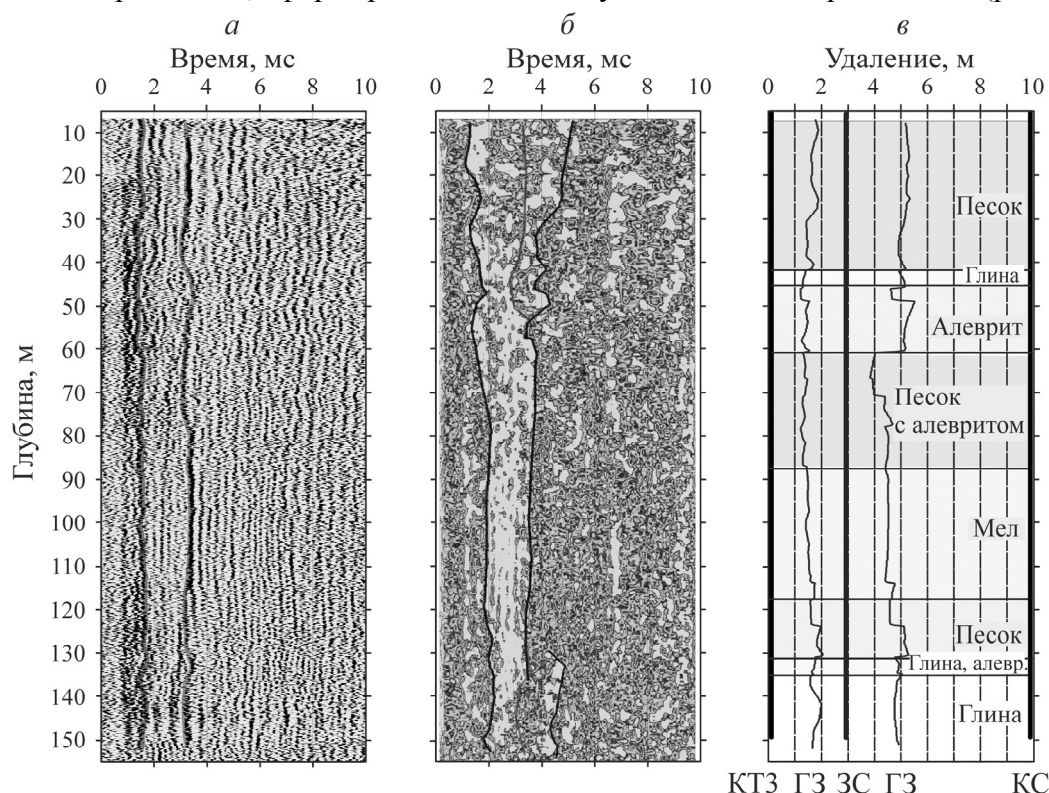 а
б
в
Время, мс
Время, мс
Удаление, м
0 2 4 6 8 10
0 2 4 6 8 10
0 2 4 6 8 10
Глубина, м
10
20
30
40
50
60
70
80
90
100
110
120
130
140
150
Песок
Глина
Алеврит
Песок
с алевритом
Мел
Песок
Глина, алевр.
Глина
КТЗ ГЗ ЗС ГЗ КС